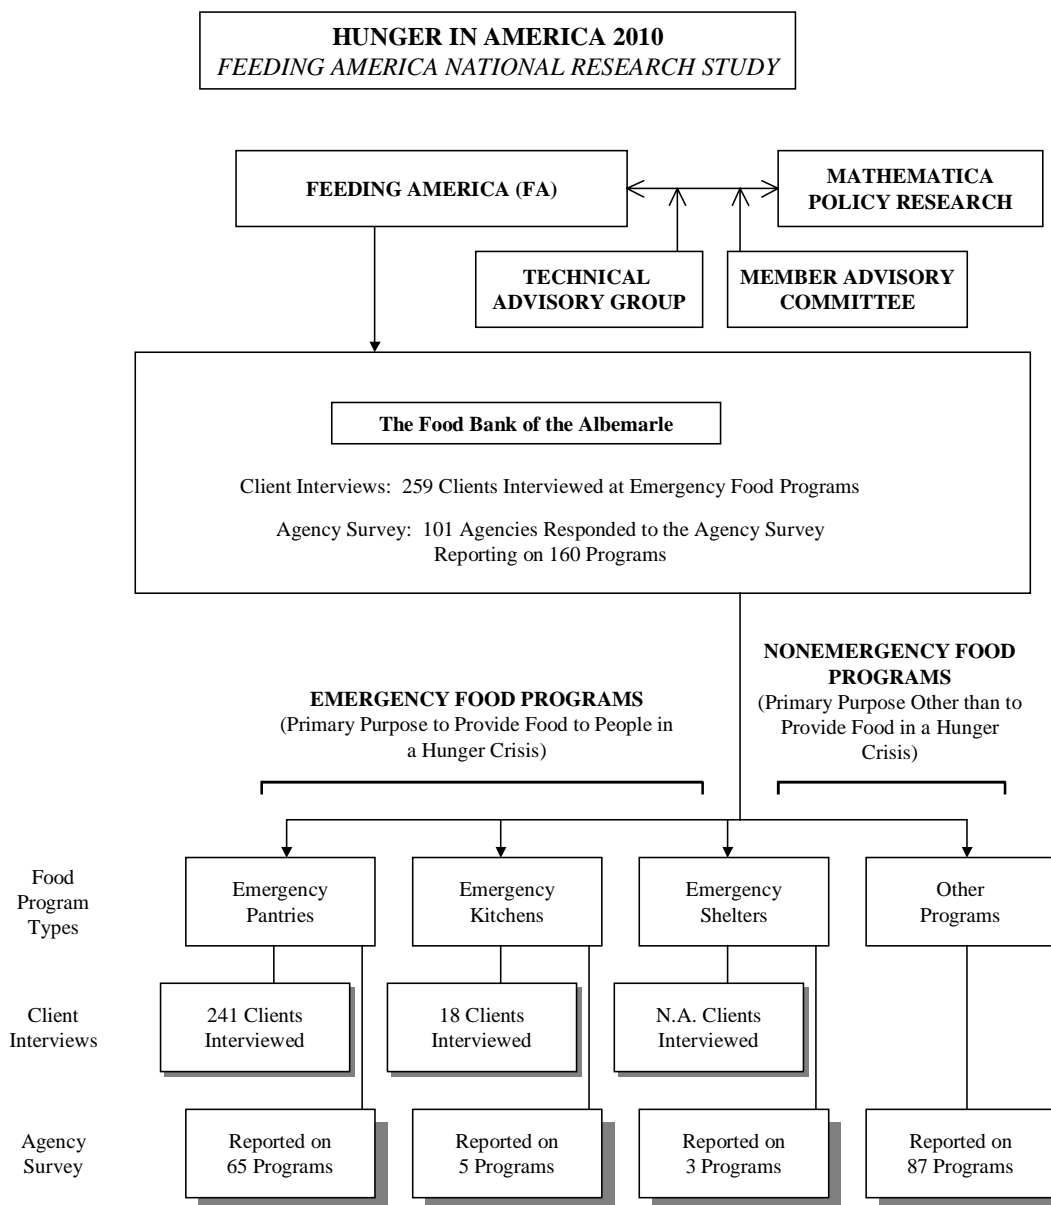 HUNGER IN AMERICA 2010
FEEDING AMERICA NATIONAL RESEARCH STUDY
FEEDING AMERICA (FA)
MATHEMATICA
POLICY RESEARCH
TECHNICAL
ADVISORY GROUP
MEMBER ADVISORY
COMMITTEE
The Food Bank of the Albemarle
Client Interviews:  259 Clients Interviewed at Emergency Food Programs
Agency Survey:  101 Agencies Responded to the Agency Survey
Reporting on 160 Programs
EMERGENCY FOOD PROGRAMS
(Primary Purpose to Provide Food to People in
a Hunger Crisis)
NONEMERGENCY FOOD
PROGRAMS
(Primary Purpose Other than to
Provide Food in a Hunger
Crisis)
Food
Program
Types
Emergency
Pantries
Emergency
Kitchens
Emergency
Shelters
Other
Programs
Client
Interviews
241 Clients
Interviewed
18 Clients
Interviewed
N.A. Clients
Interviewed
Agency
Survey
Reported on
65 Programs
Reported on
5 Programs
Reported on
3 Programs
Reported on
87 Programs